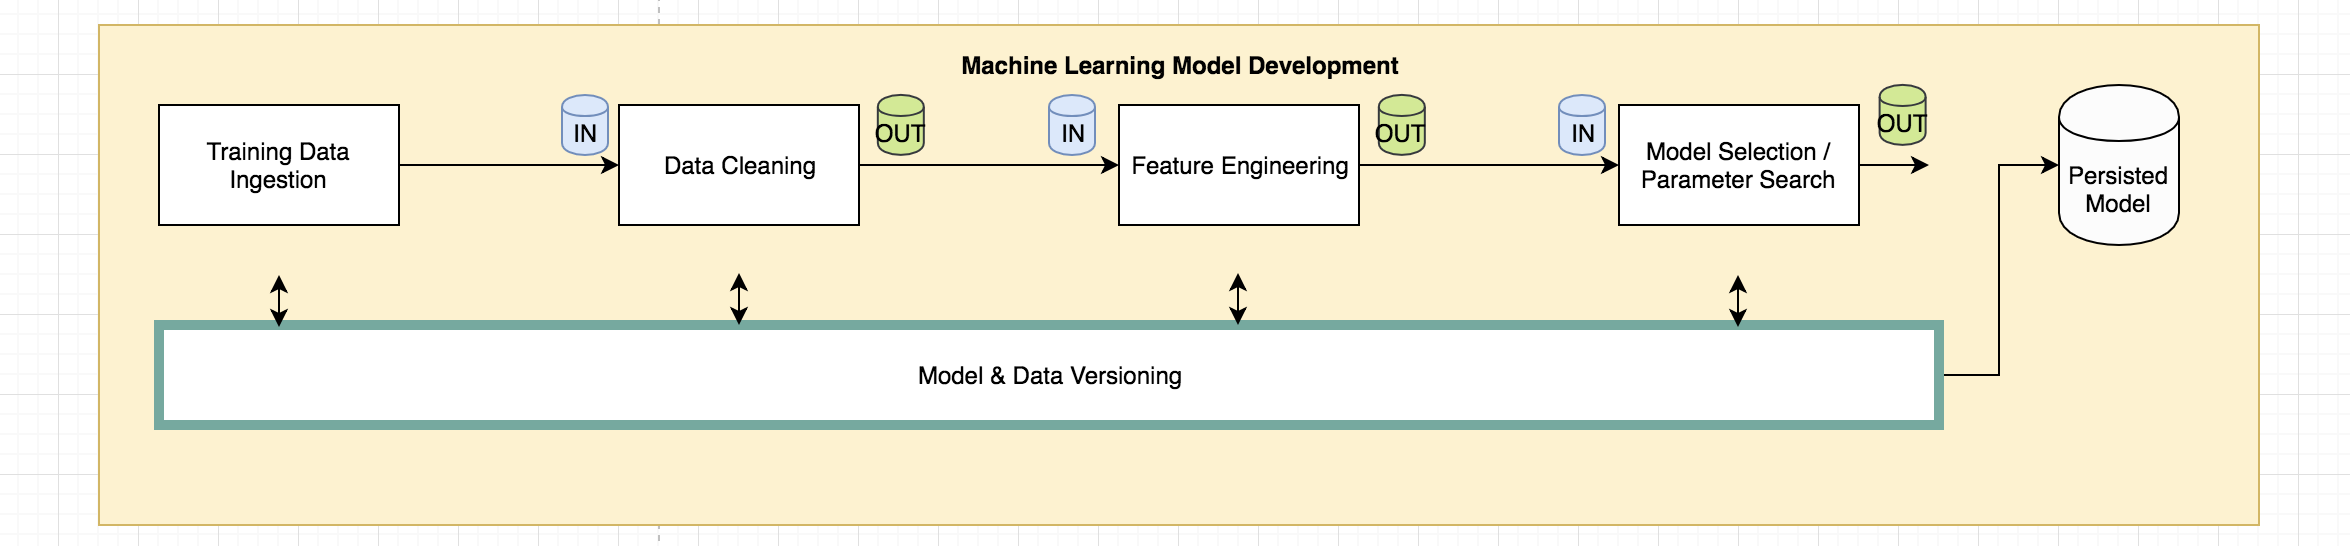 Machine Learning Model Development
Training Data
Ingestion
IN
Data Cleaning
OUT
IN
Feature Engineering
OUT
IN
Model Selection /
Parameter Search
OUT
Persisted
Model
Model & Data Versioning